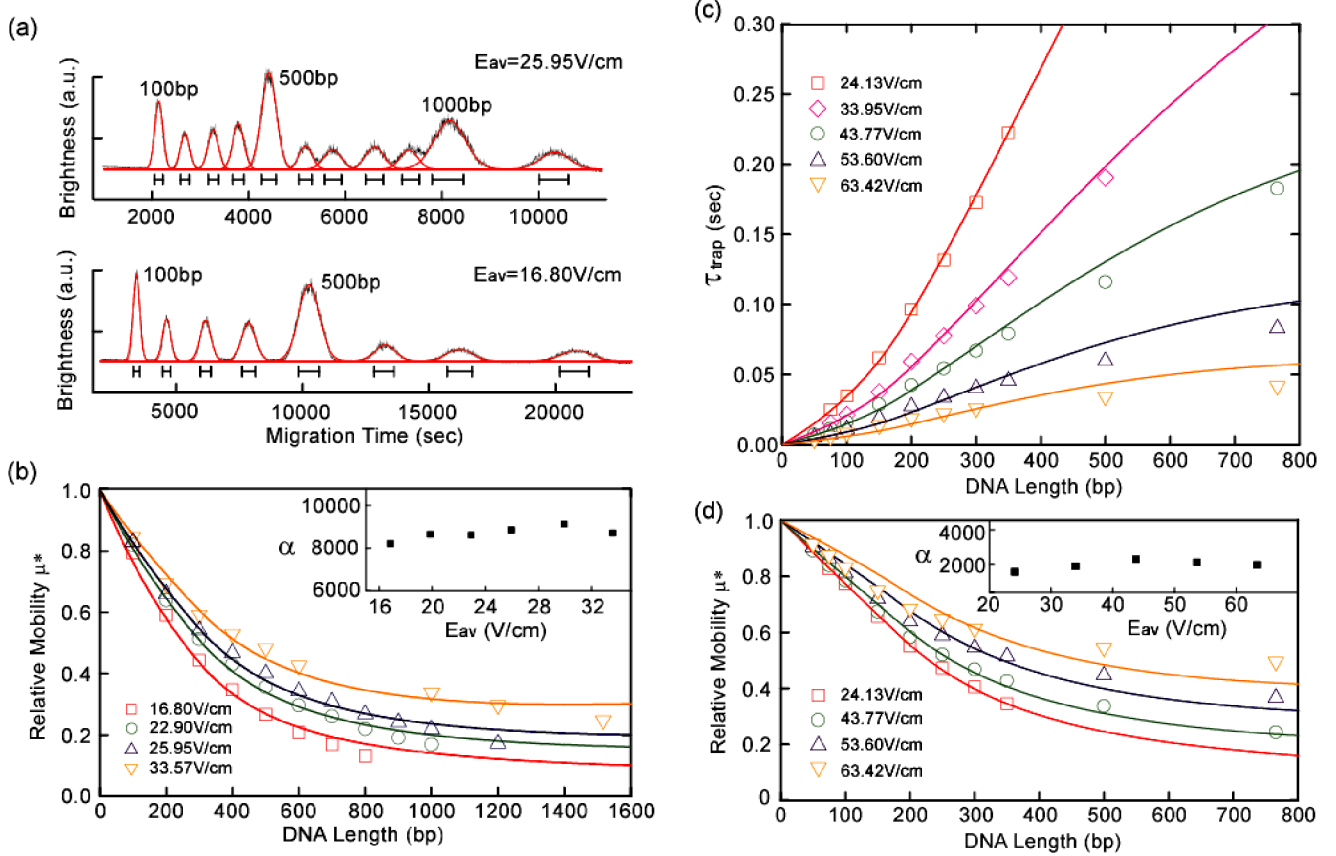 (a)
Eav=25.95V/cm
100bp
500bp
1000bp
Brightness (a.u.)
2000 4000 6000 8000 10000
Eav=16.80V/cm
100bp
500bp
Brightness (a.u.)
5000 10000 15000 20000
Migration Time (sec)
(b)
1.0
0.8
0.6
0.4
0.2
0.0
Relative Mobility μ*
0 200 400 600 800 1000 1200 1400 1600
DNA Length (bp)
16.80V/cm
22.90V/cm
25.95V/cm
33.57V/cm
10000
8000
6000
α
16 20 24 28 32
Eav (V/cm)
(c)
0.30
0.25
0.20
0.15
0.10
0.05
0.00
τtrap (sec)
24.13V/cm
33.95V/cm
43.77V/cm
53.60V/cm
63.42V/cm
0 100 200 300 400 500 600 700 800
DNA Length (bp)
(d)
1.0
0.8
0.6
0.4
0.2
0
Relative Mobility μ*
4000
2000
α
20 30 40 50 60
Eav (V/cm)
24.13V/cm
43.77V/cm
53.60V/cm
63.42V/cm
0 100 200 300 400 500 600 700 800
DNA Length (bp)